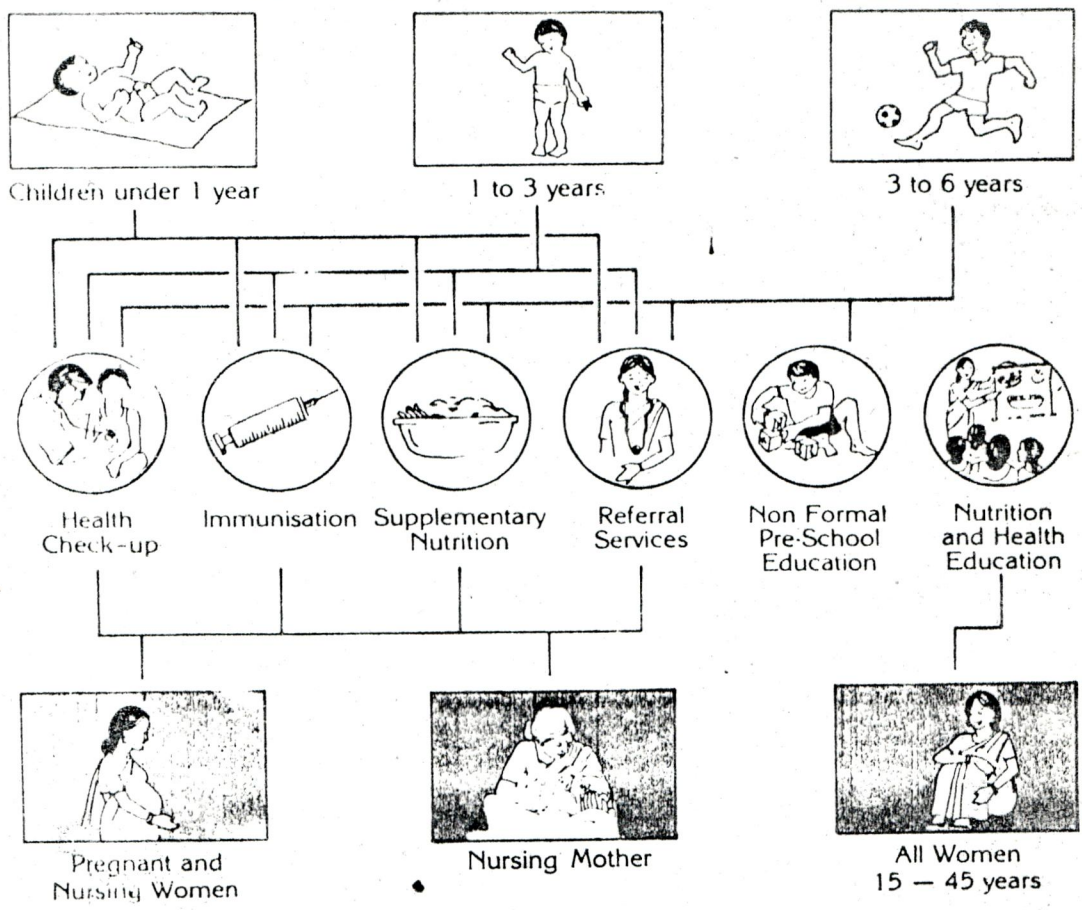 Children under 1 year
1 to 3 years
3 to 6 years
Health
Check-up
Immunisation
Supplementary
Nutrition
Referral
Services
Non Formal
Pre-School
Education
Nutrition
and Health
Education
Pregnant and
Nursing Women
Nursing Mother
All Women
15 — 45 years